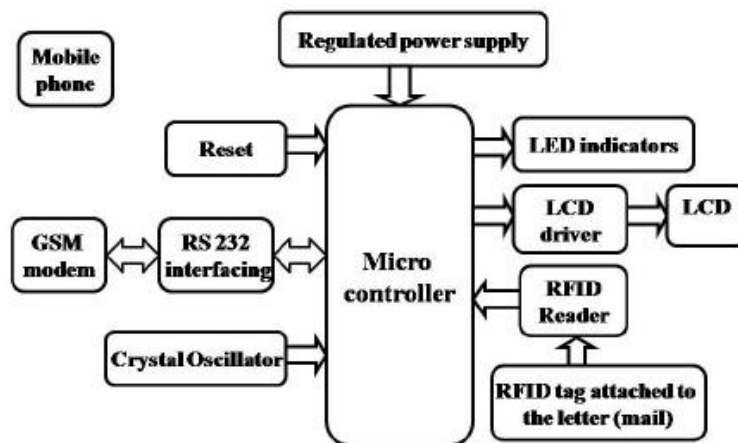 Regulated power supply
Mobile
phone
Reset
LED indicators
LCD
driver
LCD
GSM
modem
RS 232
interfacing
Micro
controller
RFID
Reader
Crystal Oscillator
RFID tag attached to
the letter (mail)